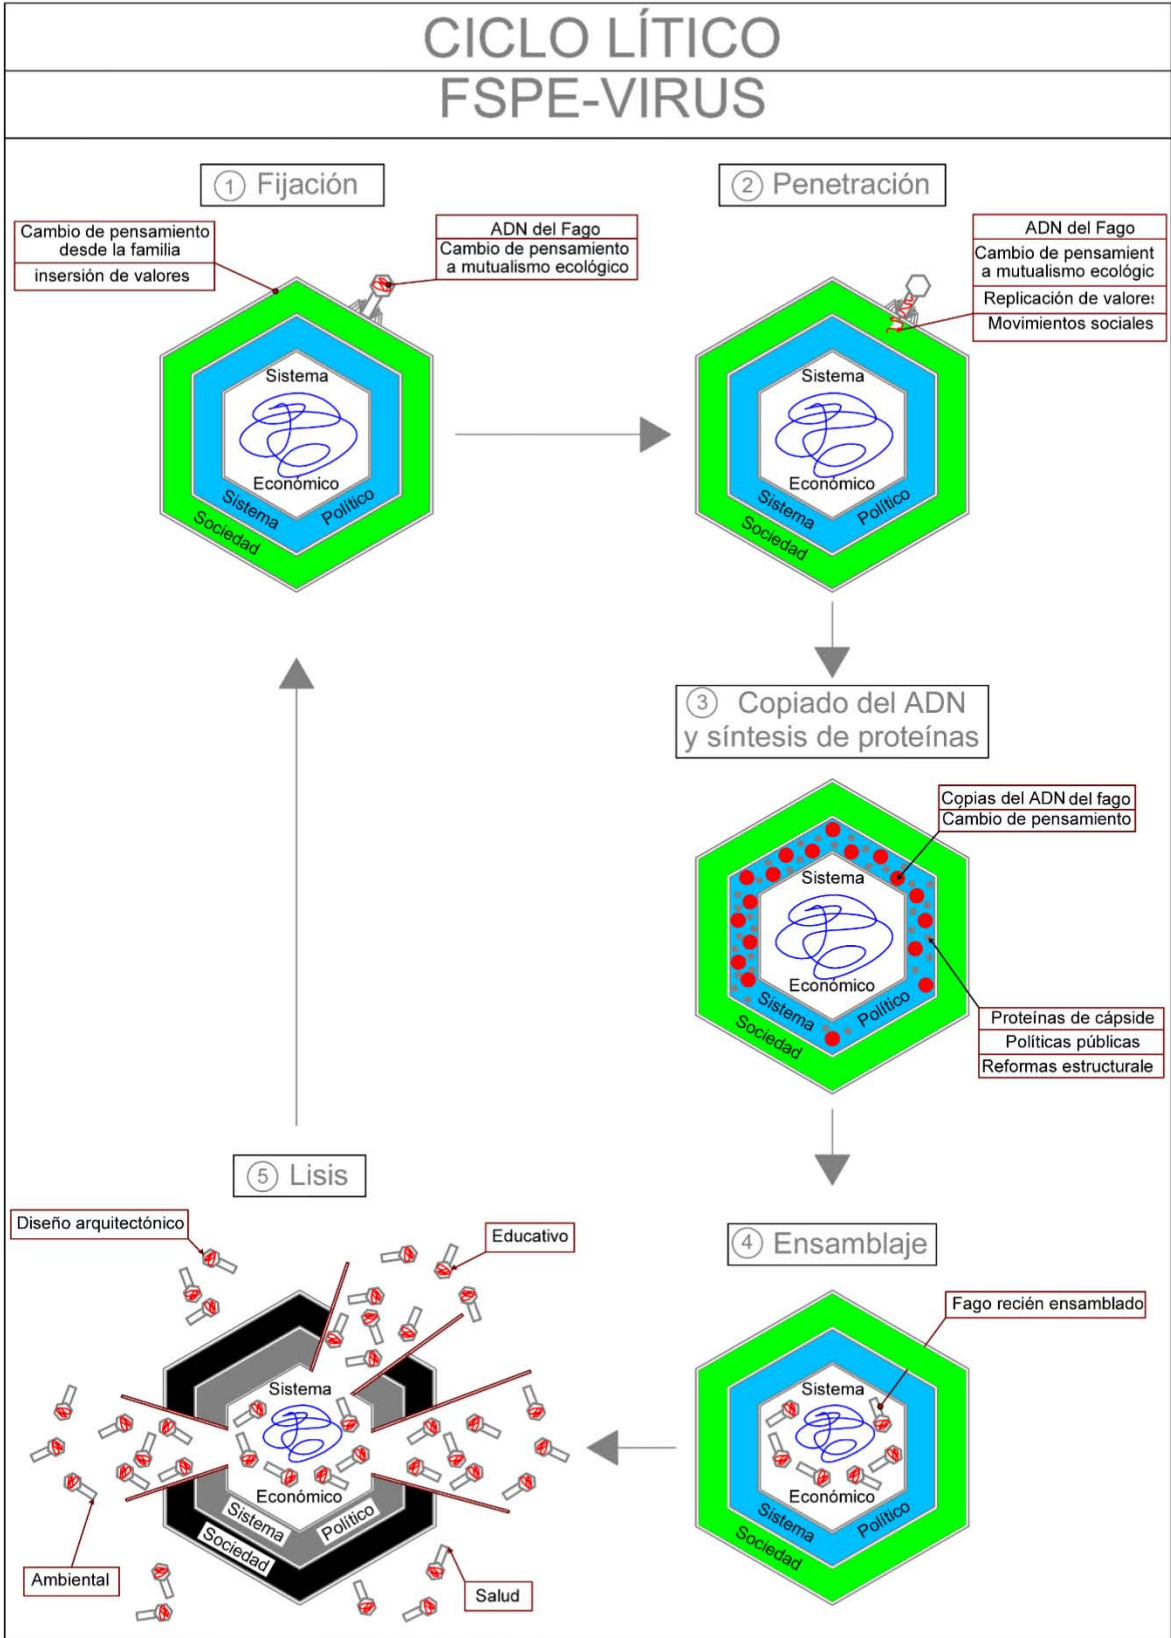 CICLO LÍTICO
FSPE-VIRUS
1 Fijación
Cambio de pensamiento
desde la familia
insersión de valores
ADN del Fago
Cambio de pensamiento
a mutualismo ecológico
Sistema
Económico
Sistema Político
Sociedad
2 Penetración
ADN del Fago
Cambio de pensamient
a mutualismo ecológic
Replicación de valores
Movimientos sociales
Sistema
Económico
Sistema Político
Sociedad
3 Copiado del ADN
y síntesis de proteínas
Copias del ADN del fago
Cambio de pensamiento
Sistema
Económico
Sistema Político
Sociedad
Proteínas de cápside
Políticas públicas
Reformas estructurale
4 Ensamblaje
Fago recién ensamblado
Sistema
Económico
Sistema Político
Sociedad
5 Lisis
Diseño arquitectónico
Educativo
Sistema
Económico
Sistema Político
Sociedad
Ambiental
Salud